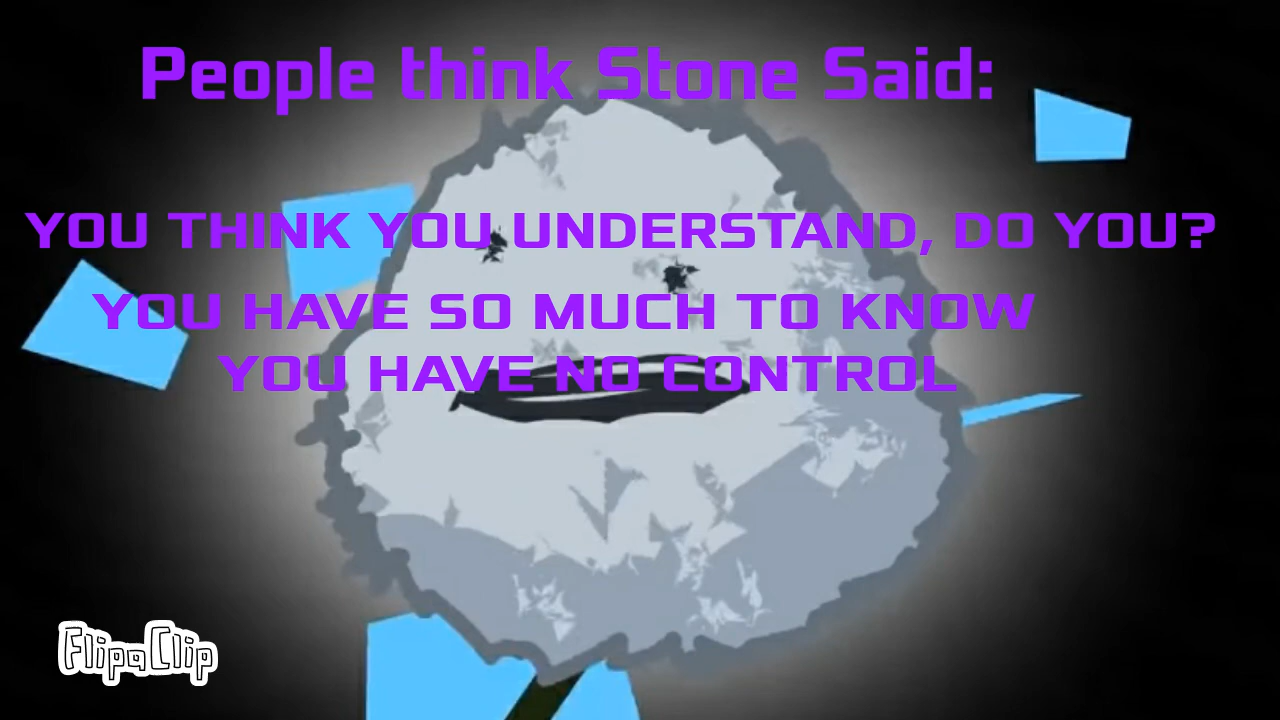 People think Stone Said:
YOU THINK YOU UNDERSTAND, DO YOU?
YOU HAVE SO MUCH TO KNOW
YOU HAVE NO CONTROL
FlipaClip